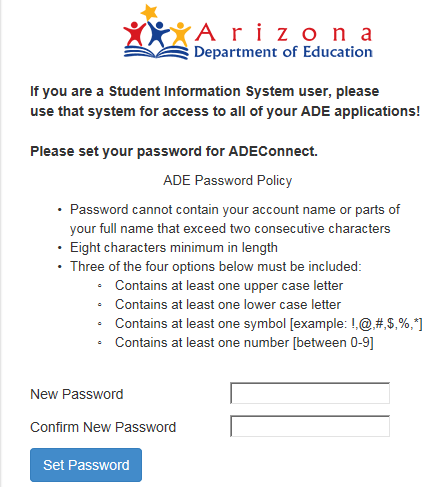 Arizona
Department of Education
If you are a Student Information System user, please
use that system for access to all of your ADE applications!
Please set your password for ADEConnect.
ADE Password Policy
• Password cannot contain your account name or parts of
your full name that exceed two consecutive characters
• Eight characters minimum in length
• Three of the four options below must be included:
◦ Contains at least one upper case letter
◦ Contains at least one lower case letter
◦ Contains at least one symbol [example: !,@,#,$,%,*]
◦ Contains at least one number [between 0-9]
New Password
Confirm New Password
Set Password